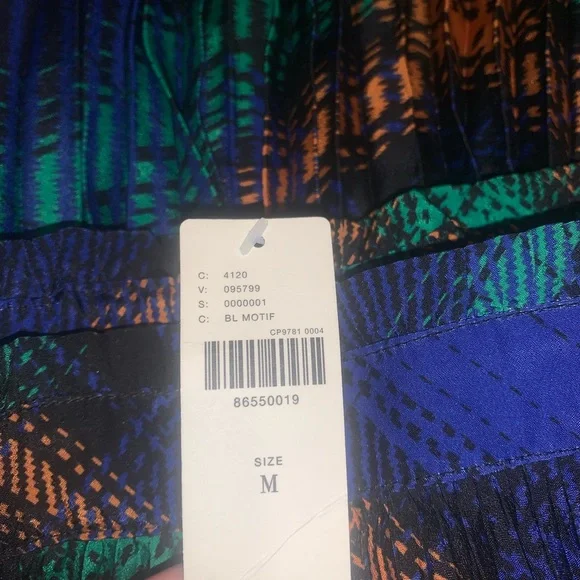 C: 4120
V: 095799
S: 0000001
C: BL MOTIF
CP9781 0004
86550019
SIZE
M